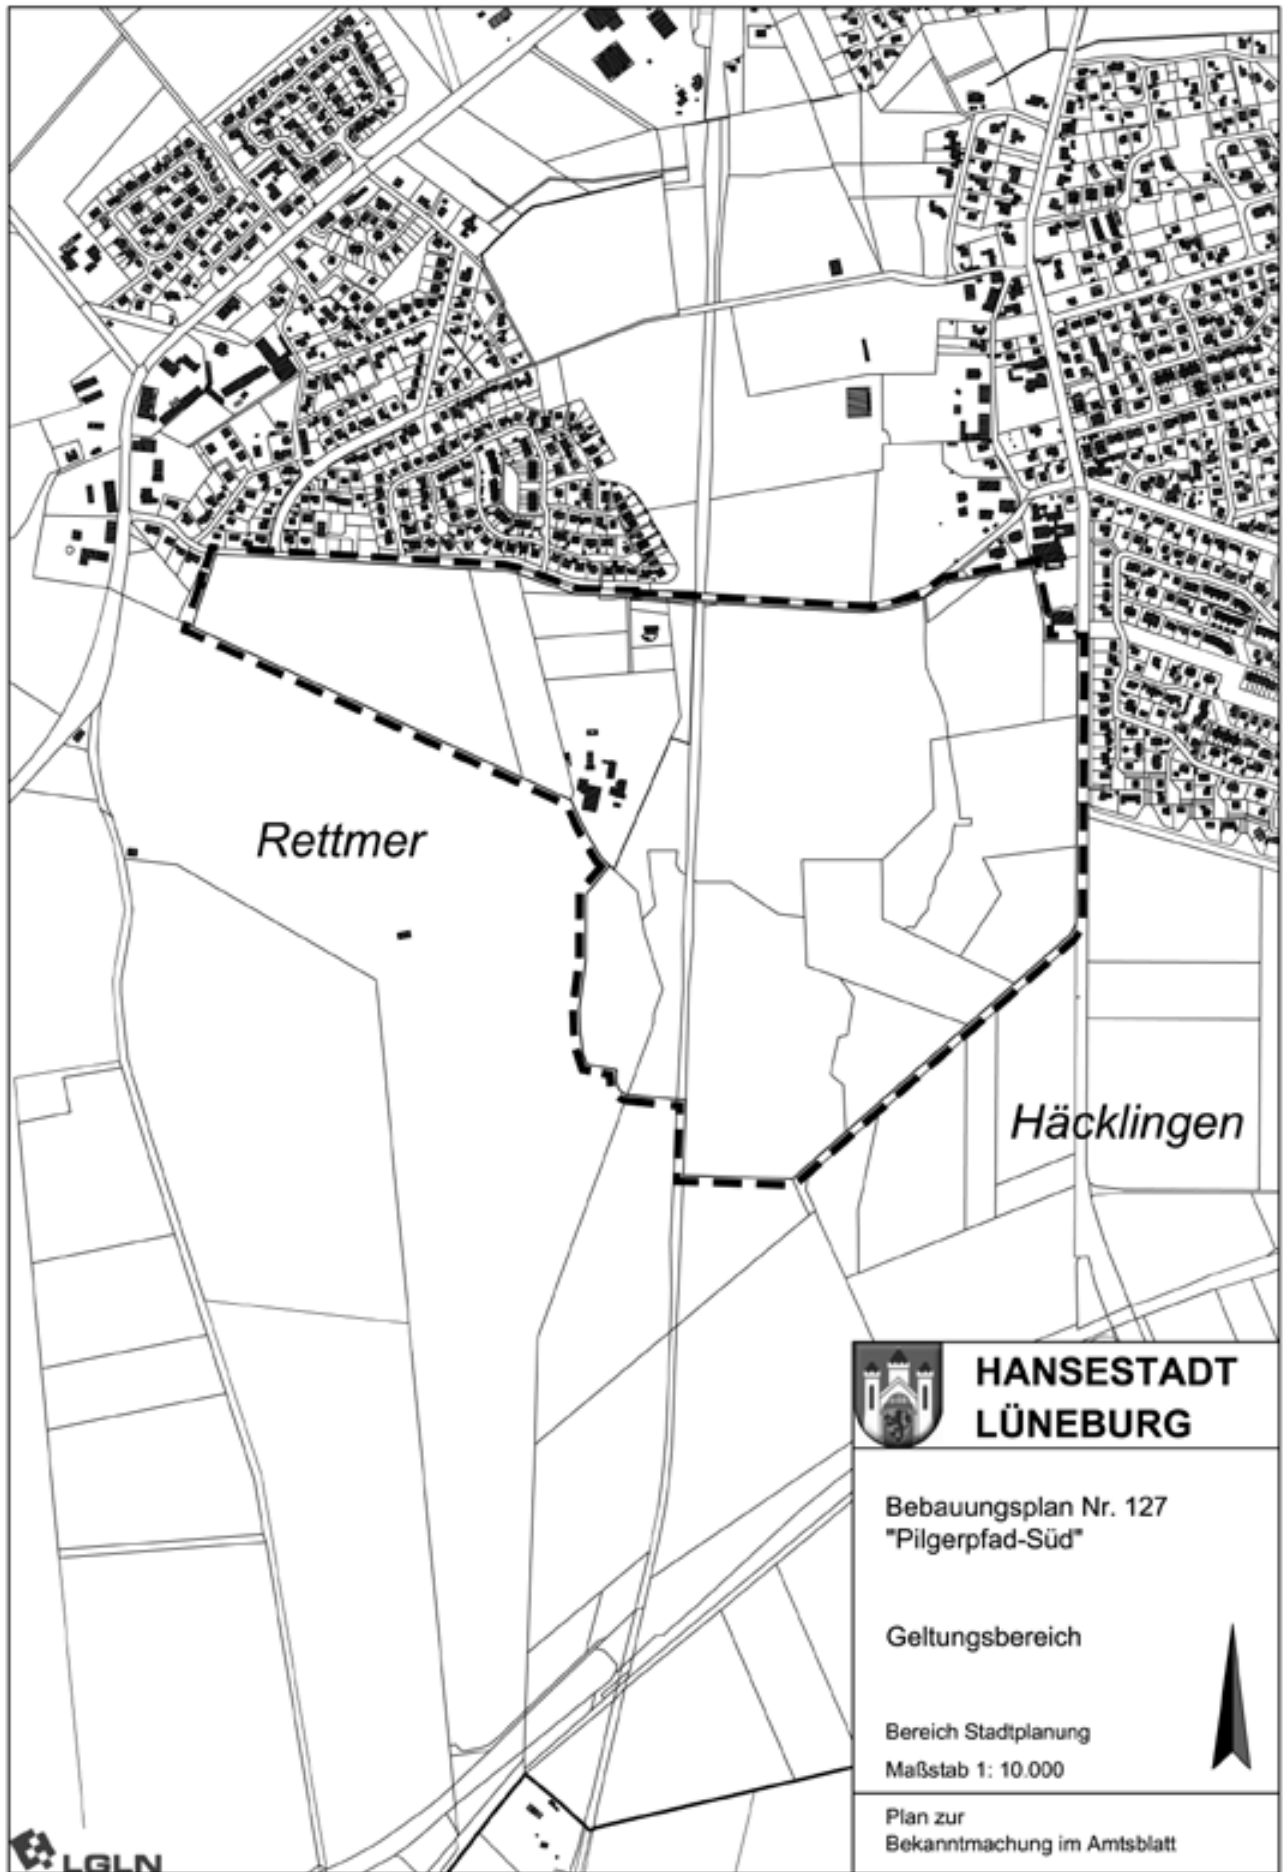 Rettmer
Häcklingen
HANSESTADT
LÜNEBURG
Bebauungsplan Nr. 127
"Pilgerpfad-Süd"
Geltungsbereich
Bereich Stadtplanung
Maßstab 1: 10.000
Plan zur
Bekanntmachung im Amtsblatt
LGLN